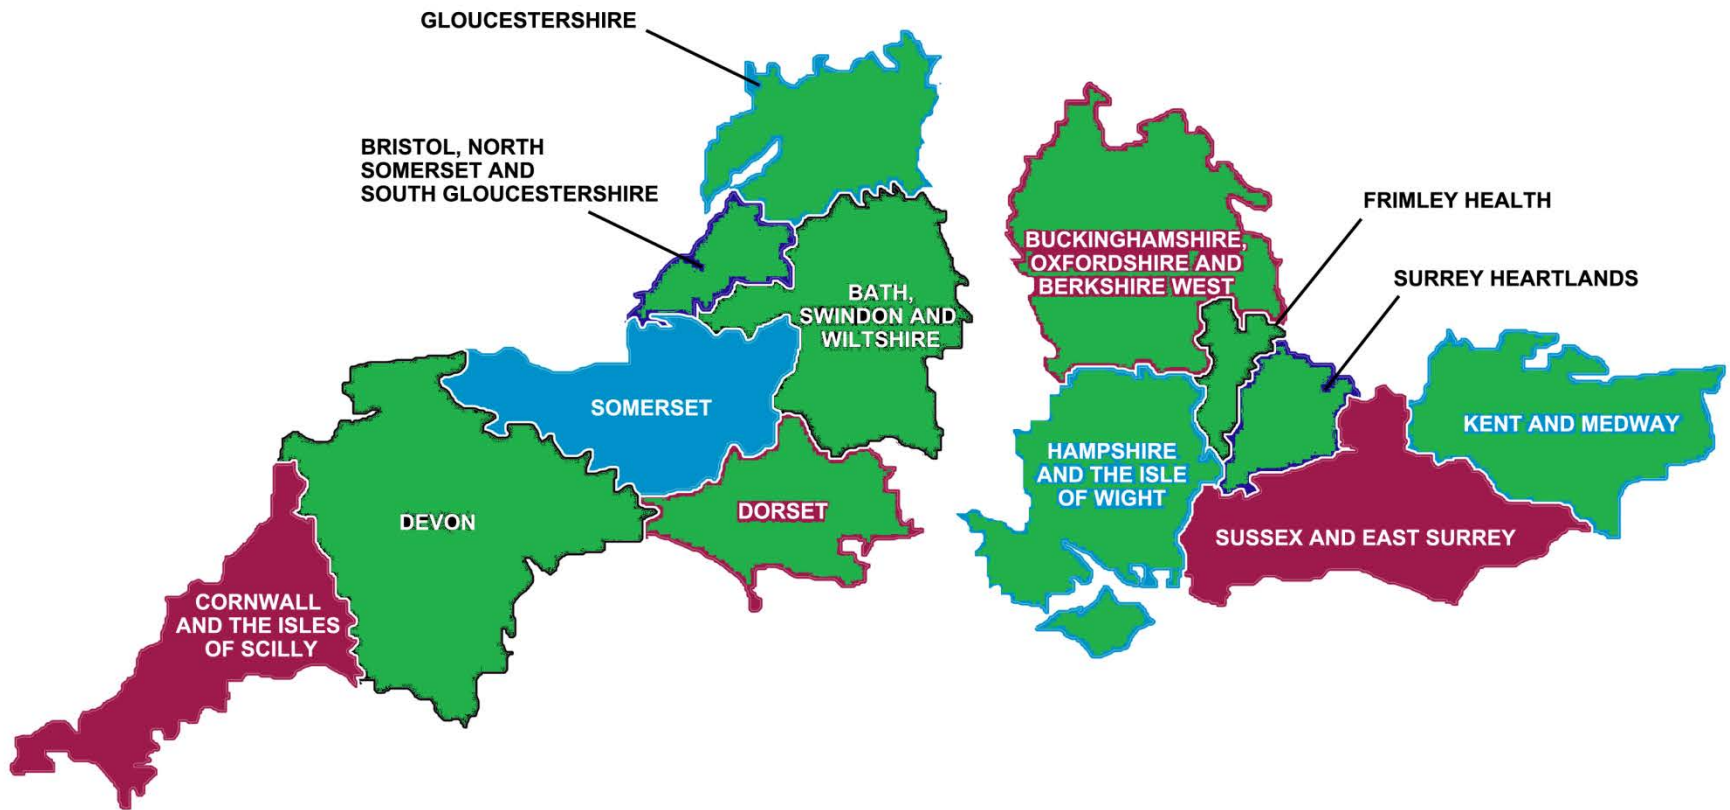 GLOUCESTERSHIRE
BRISTOL, NORTH
SOMERSET AND
SOUTH GLOUCESTERSHIRE
BATH,
SWINDON AND
WILTSHIRE
SOMERSET
DEVON
DORSET
CORNWALL
AND THE ISLES
OF SCILLY
BUCKINGHAMSHIRE,
OXFORDSHIRE AND
BERKSHIRE WEST
FRIMLEY HEALTH
SURREY HEARTLANDS
HAMPSHIRE
AND THE ISLE
OF WIGHT
KENT AND MEDWAY
SUSSEX AND EAST SURREY